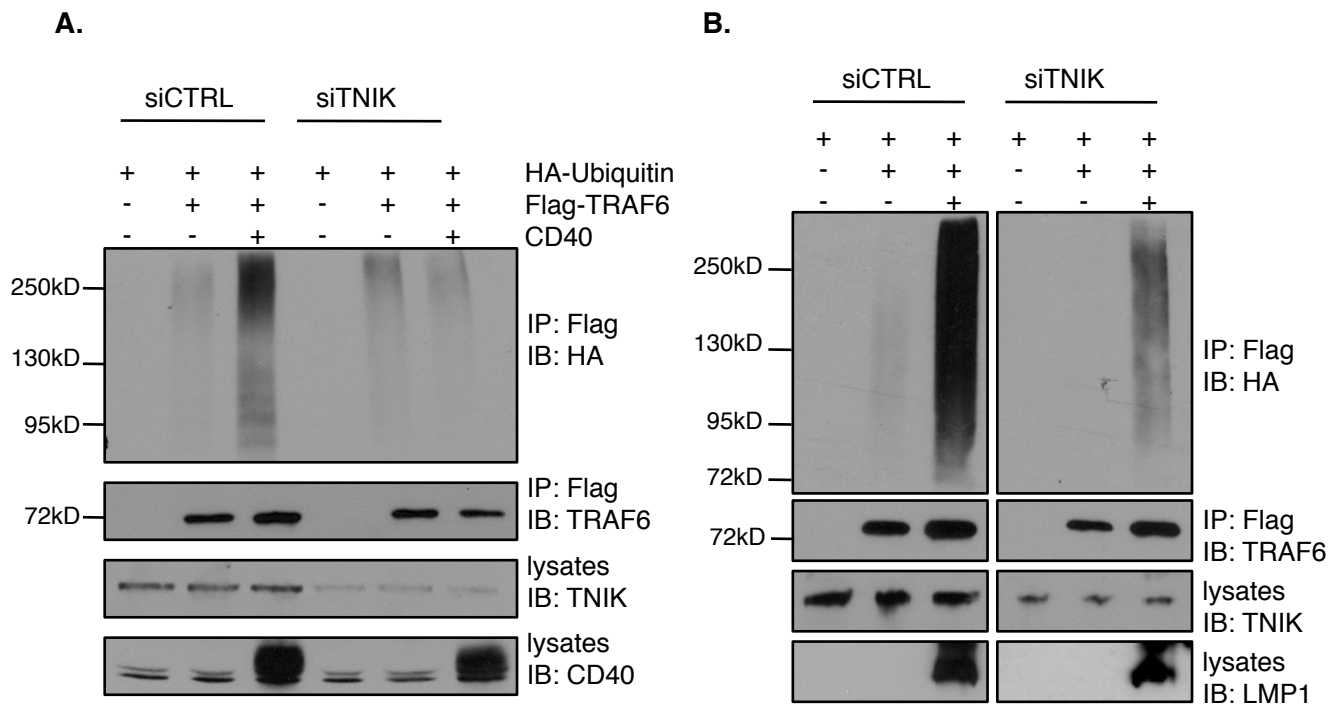 A.
siCTRL siTNIK
+ + + + + + HA-Ubiquitin
- + + - + + Flag-TRAF6
- - + - - + CD40
250kD
130kD
95kD
IP: Flag
IB: HA
72kD
IP: Flag
IB: TRAF6
lysates
IB: TNIK
lysates
IB: CD40
B.
siCTRL siTNIK
+ + + + + +
- + + - + +
- - + - - +
250kD
130kD
95kD
72kD
IP: Flag
IB: HA
72kD
IP: Flag
IB: TRAF6
lysates
IB: TNIK
lysates
IB: LMP1